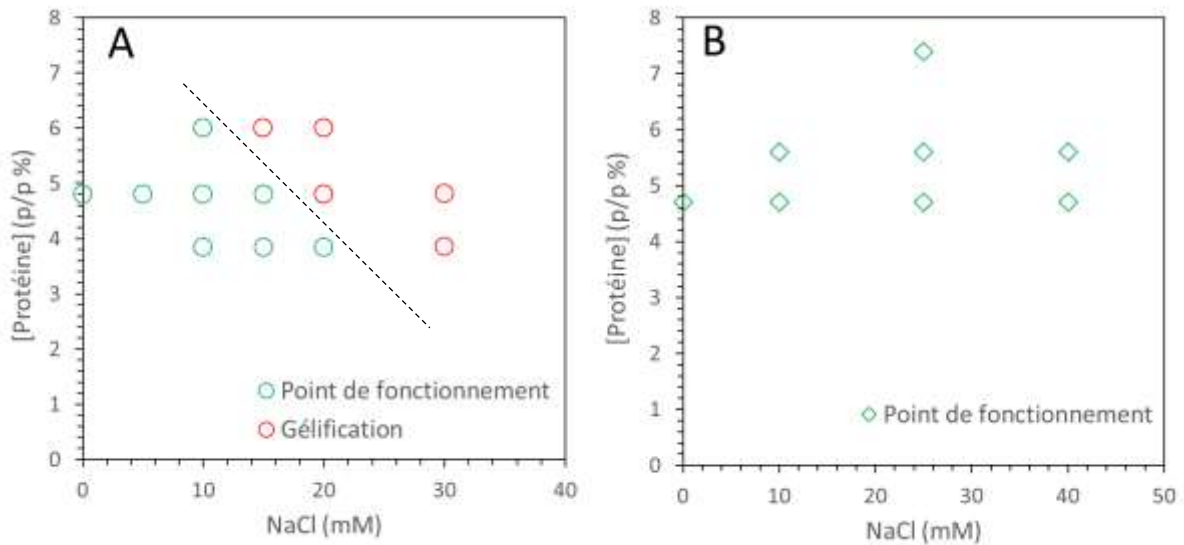 A
8
7
6
5
4
3
2
1
0
[Protéine] (p/p %)
0 10 20 30 40
NaCl (mM)
Point de fonctionnement
Gélification
B
8
7
6
5
4
3
2
1
0
[Protéine] (p/p %)
0 10 20 30 40 50
NaCl (mM)
Point de fonctionnement